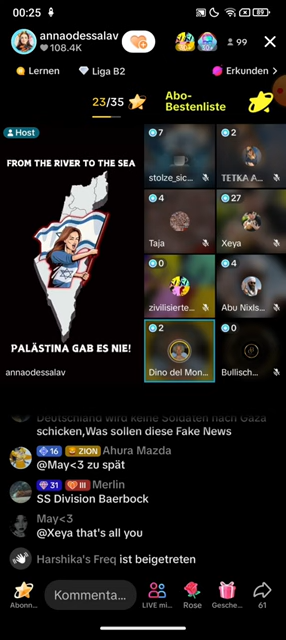 00:25
89
annaodessalav
108.4K
99
Lernen
Liga B2
Erkunden
23/35
Abo-
Bestenliste
Host
FROM THE RIVER TO THE SEA
PALÄSTINA GAB ES NIE!
annaodessalav
7
stolze_sic...
2
TETKA A...
4
Taja
27
Xeya
0
zivilisierte...
4
Abu Nixls...
2
Dino del Mon...
0
Bullisch...
Deutschland wird keine Soldaten nach Gaza
schicken,Was sollen diese Fake News
16 ZION Ahura Mazda
@May<3 zu spät
31 III Merlin
SS Division Baerbock
May<3
@Xeya that's all you
Harshika's Freq ist beigetreten
Kommenta...
Abonn...
LIVE mi...
Rose
Gesche...
61